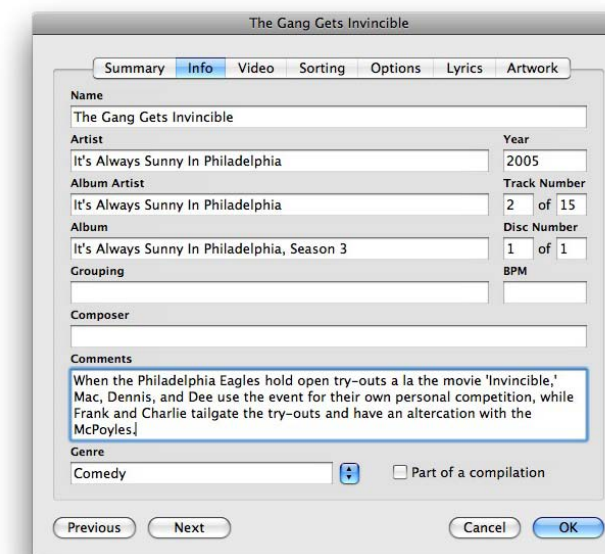 The Gang Gets Invincible
Summary Info Video Sorting Options Lyrics Artwork
Name
The Gang Gets Invincible
Artist Year
It's Always Sunny In Philadelphia 2005
Album Artist Track Number
It's Always Sunny In Philadelphia 2 of 15
Album Disc Number
It's Always Sunny In Philadelphia, Season 3 1 of 1
Grouping BPM
Composer
Comments
When the Philadelphia Eagles hold open try-outs a la the movie 'Invincible,'
Mac, Dennis, and Dee use the event for their own personal competition, while
Frank and Charlie tailgate the try-outs and have an altercation with the
McPoyles.
Genre
Comedy Part of a compilation
Previous Next Cancel OK